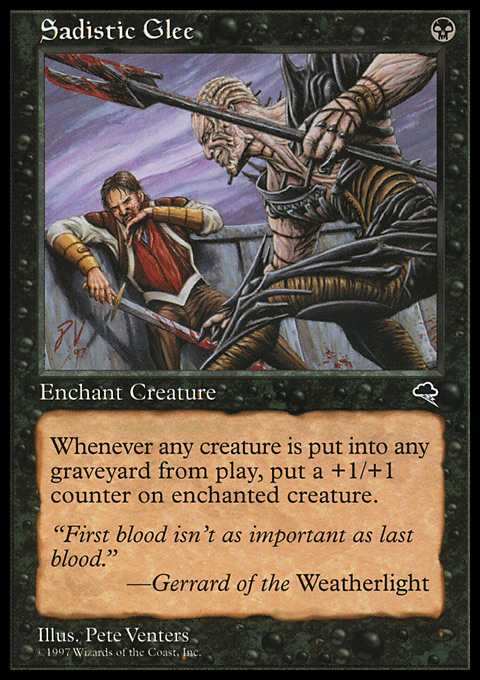 Sadistic Glee
PV
97
Enchant Creature
Whenever any creature is put into any
graveyard from play, put a +1/+1
counter on enchanted creature.
“First blood isn’t as important as last
blood.”
—Gerrard of the Weatherlight
Illus. Pete Venters
©1997 Wizards of the Coast, Inc.